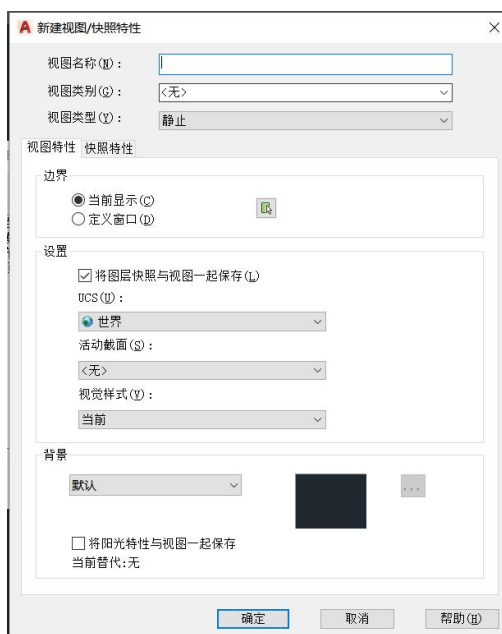 新建视图/快照特性
视图名称(N)：
视图类别(G)： <无>
视图类型(Y)： 静止
视图特性 快照特性
边界
当前显示(C)
定义窗口(D)
设置
将图层快照与视图一起保存(L)
UCS(U)：
世界
活动截面(S)：
<无>
视觉样式(V)：
当前
背景
默认
...
将阳光特性与视图一起保存
当前替代:无
确定 取消 帮助(H)